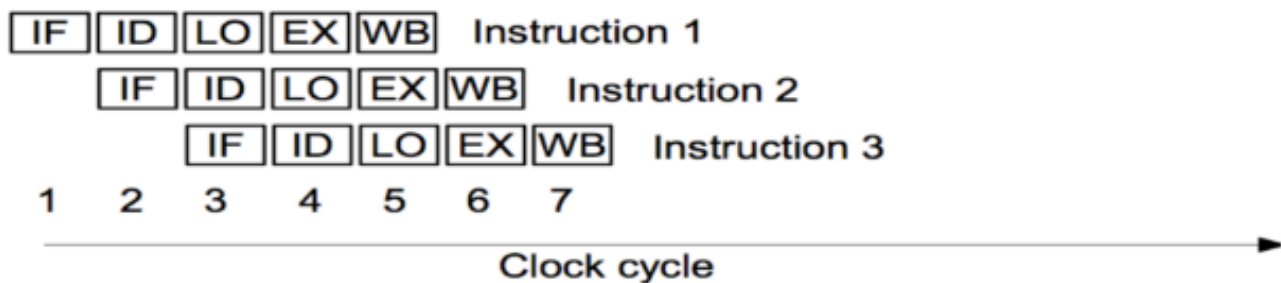 IF ID LO EX WB Instruction 1
IF ID LO EX WB Instruction 2
IF ID LO EX WB Instruction 3
1 2 3 4 5 6 7
Clock cycle